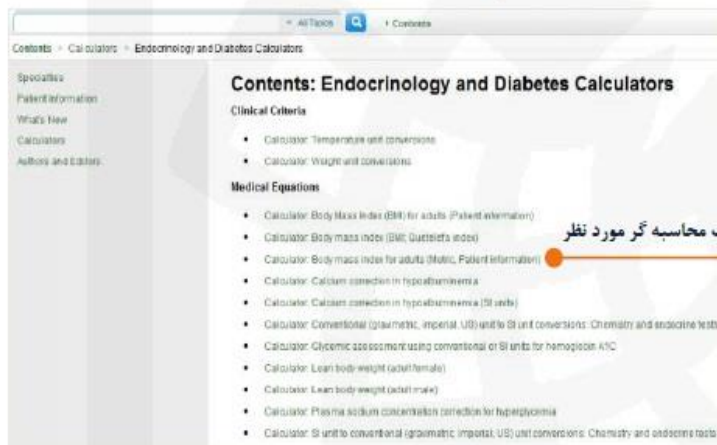 All Topics
Contents
Contents > Calculators > Endocrinology and Diabetes Calculators
Specialties
Patient Information
What's New
Calculators
Authors and Editors
Contents: Endocrinology and Diabetes Calculators
Clinical Criteria
Calculator: Temperature unit conversions
Calculator: Weight unit conversions
Medical Equations
Calculator: Body Mass Index (BMI) for adults (Patient information)
Calculator: Body mass index (BMI; Quetelet's index)
محاسبه گر مورد نظر
Calculator: Body mass index for adults (Metric, Patient information)
Calculator: Calcium correction in hypoalbuminemia
Calculator: Calcium correction in hypoalbuminemia (SI units)
Calculator: Conventional (gravimetric, imperial, US) unit to SI unit conversions: Chemistry and endocrine tests
Calculator: Glycemic assessment using conventional or SI units for hemoglobin A1C
Calculator: Lean body weight (adult female)
Calculator: Lean body weight (adult male)
Calculator: Plasma sodium concentration correction for hyperglycemia
Calculator: SI unit to conventional (gravimetric, imperial, US) unit conversions: Chemistry and endocrine tests